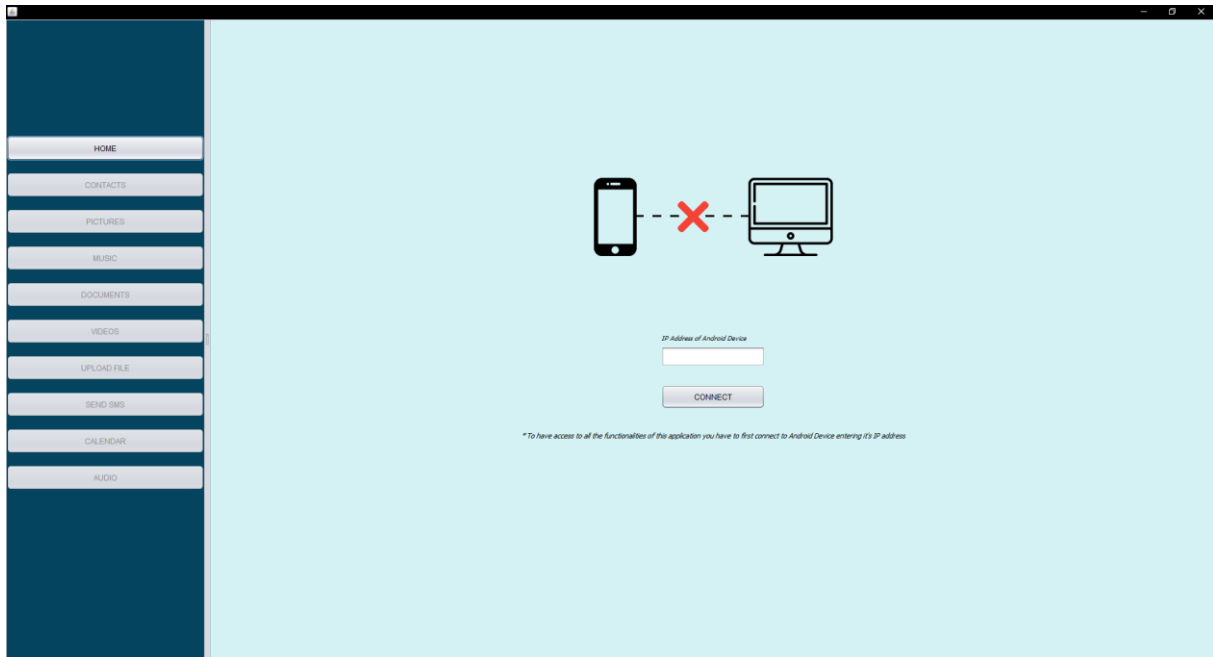 HOME
CONTACTS
PICTURES
MUSIC
DOCUMENTS
VIDEOS
UPLOAD FILE
SEND SMS
CALENDAR
AUDIO
IP Address of Android Device
CONNECT
* To have access to all the functionalities of this application you have to first connect to Android Device entering it's IP address